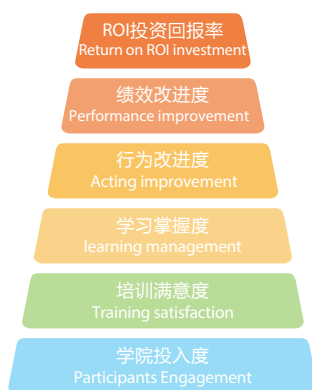 ROI投资回报率
Return on ROI investment
绩效改进度
Performance improvement
行为改进度
Acting improvement
学习掌握度
learning management
培训满意度
Training satisfaction
学院投入度
Participants Engagement